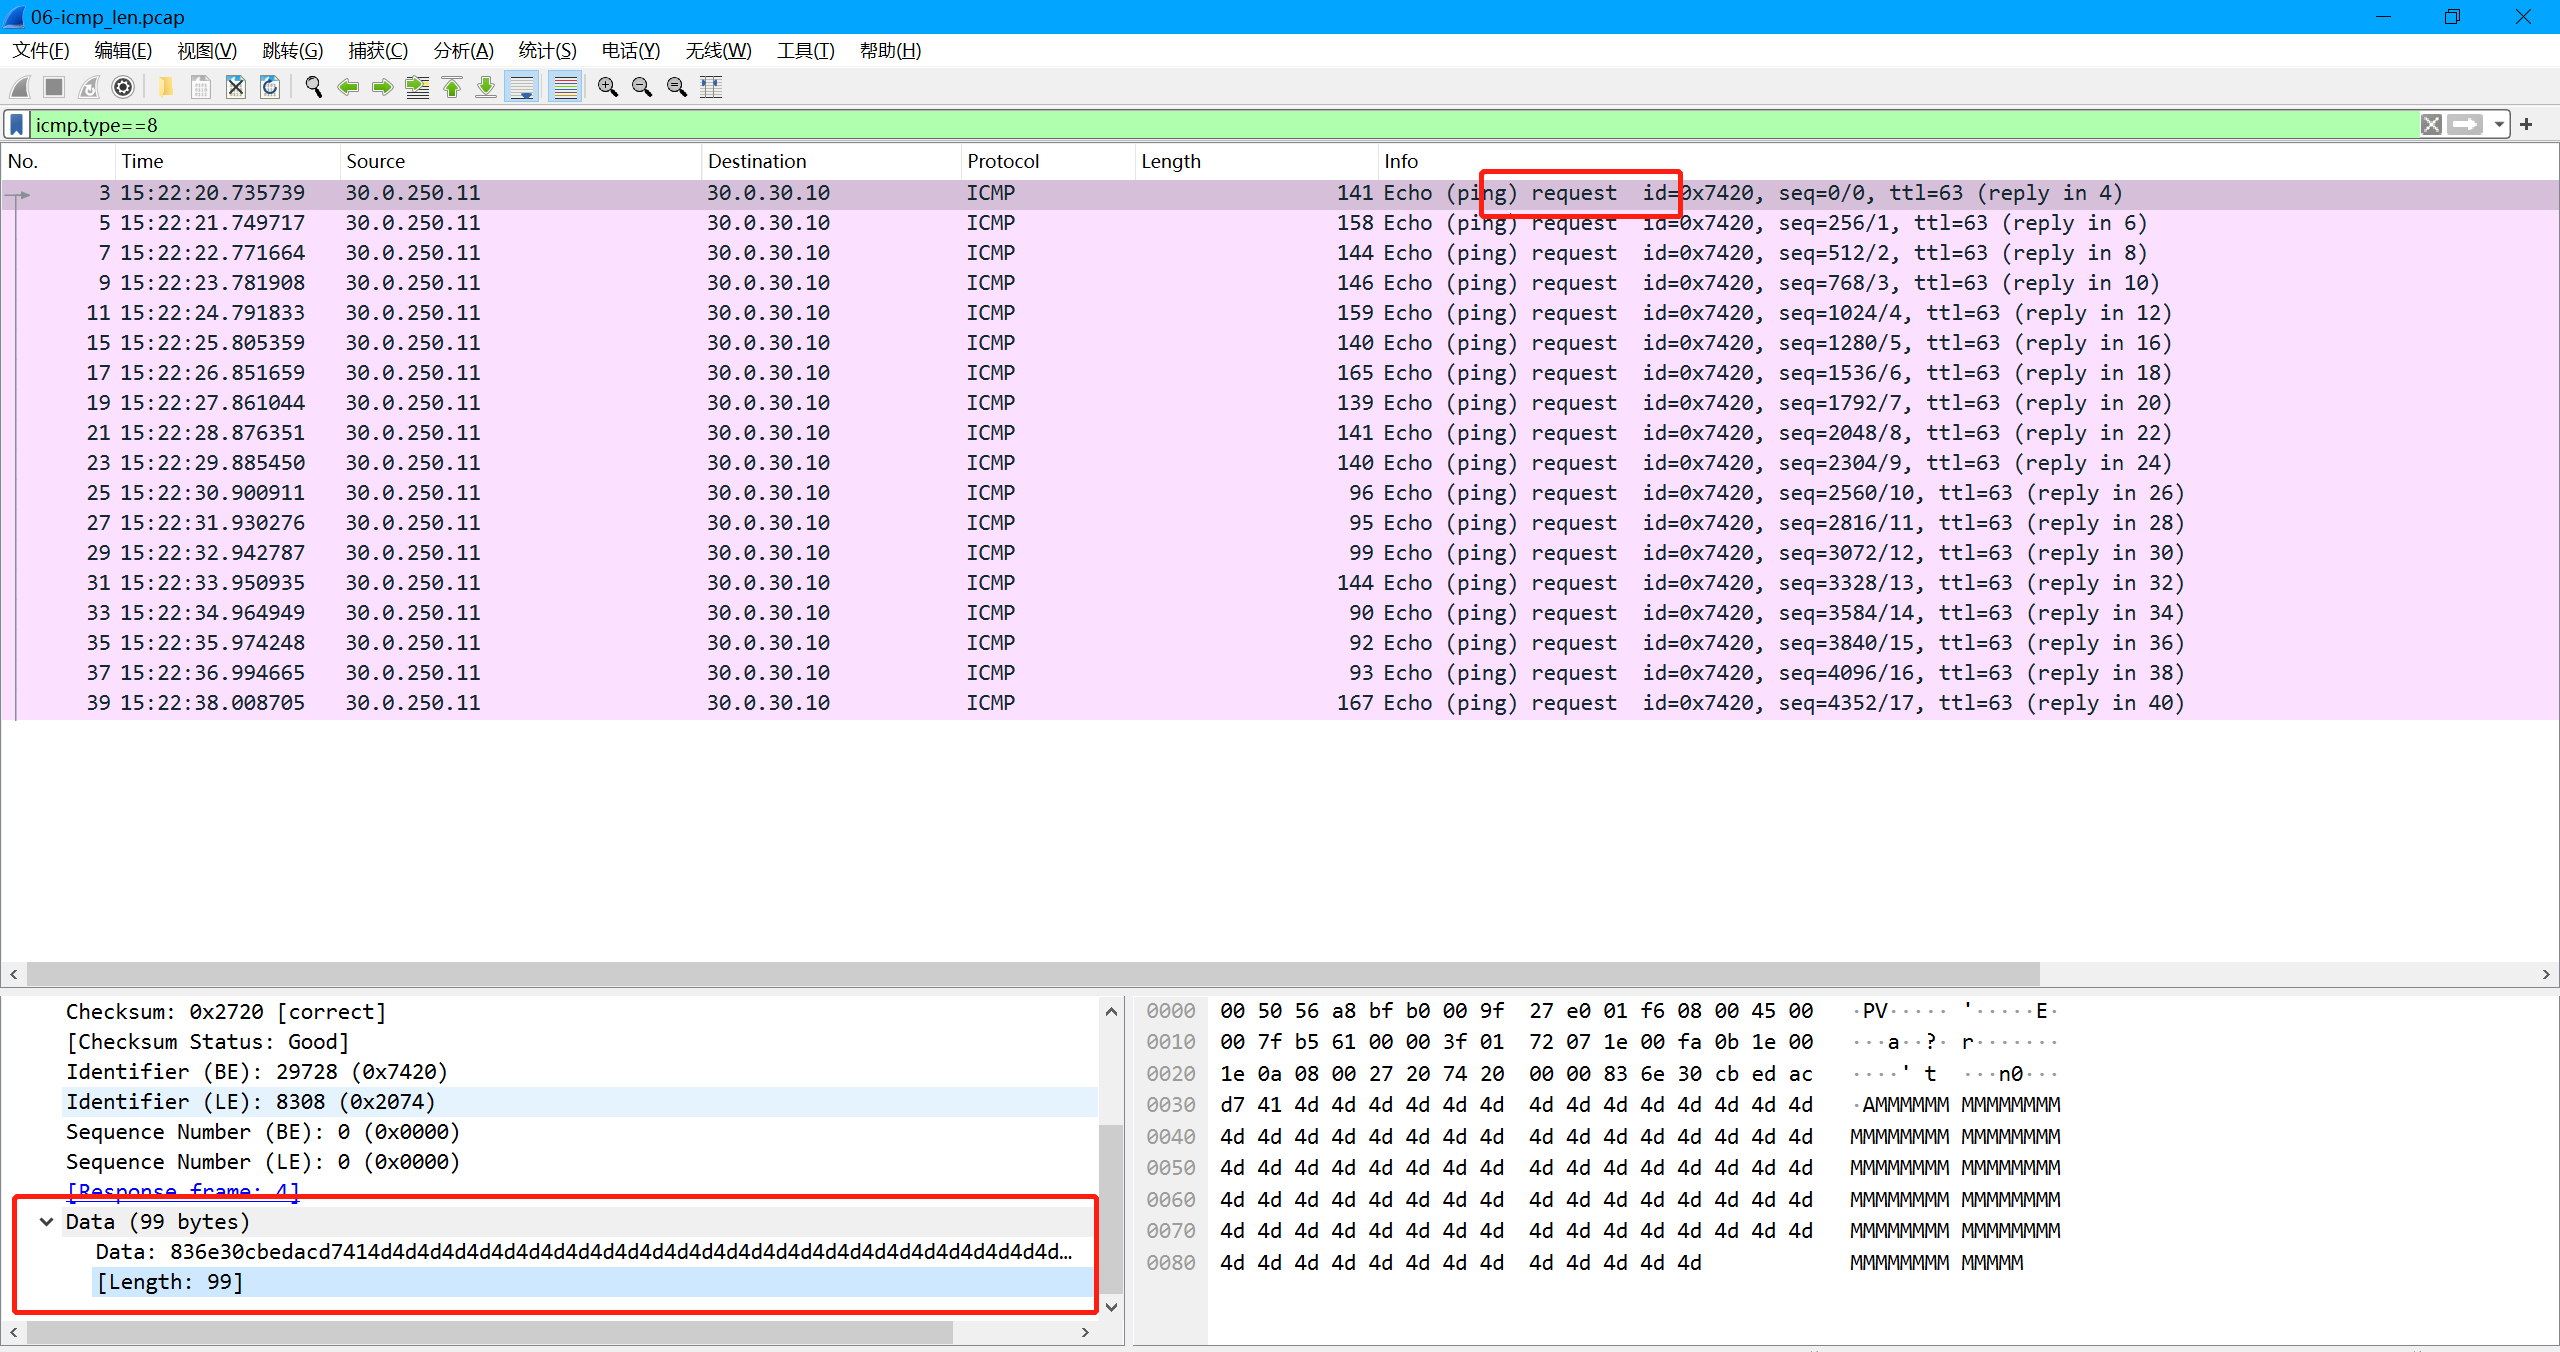 06-icmp_len.pcap
文件(F) 编辑(E) 视图(V) 跳转(G) 捕获(C) 分析(A) 统计(S) 电话(Y) 无线(W) 工具(T) 帮助(H)
icmp.type==8
No. Time Source Destination Protocol Length Info
3 15:22:20.735739 30.0.250.11 30.0.30.10 ICMP 141 Echo (ping) request id=0x7420, seq=0/0, ttl=63 (reply in 4)
5 15:22:21.749717 30.0.250.11 30.0.30.10 ICMP 158 Echo (ping) request id=0x7420, seq=256/1, ttl=63 (reply in 6)
7 15:22:22.771664 30.0.250.11 30.0.30.10 ICMP 144 Echo (ping) request id=0x7420, seq=512/2, ttl=63 (reply in 8)
9 15:22:23.781908 30.0.250.11 30.0.30.10 ICMP 146 Echo (ping) request id=0x7420, seq=768/3, ttl=63 (reply in 10)
11 15:22:24.791833 30.0.250.11 30.0.30.10 ICMP 159 Echo (ping) request id=0x7420, seq=1024/4, ttl=63 (reply in 12)
15 15:22:25.805359 30.0.250.11 30.0.30.10 ICMP 140 Echo (ping) request id=0x7420, seq=1280/5, ttl=63 (reply in 16)
17 15:22:26.851659 30.0.250.11 30.0.30.10 ICMP 165 Echo (ping) request id=0x7420, seq=1536/6, ttl=63 (reply in 18)
19 15:22:27.861044 30.0.250.11 30.0.30.10 ICMP 139 Echo (ping) request id=0x7420, seq=1792/7, ttl=63 (reply in 20)
21 15:22:28.876351 30.0.250.11 30.0.30.10 ICMP 141 Echo (ping) request id=0x7420, seq=2048/8, ttl=63 (reply in 22)
23 15:22:29.885450 30.0.250.11 30.0.30.10 ICMP 140 Echo (ping) request id=0x7420, seq=2304/9, ttl=63 (reply in 24)
25 15:22:30.900911 30.0.250.11 30.0.30.10 ICMP 96 Echo (ping) request id=0x7420, seq=2560/10, ttl=63 (reply in 26)
27 15:22:31.930276 30.0.250.11 30.0.30.10 ICMP 95 Echo (ping) request id=0x7420, seq=2816/11, ttl=63 (reply in 28)
29 15:22:32.942787 30.0.250.11 30.0.30.10 ICMP 99 Echo (ping) request id=0x7420, seq=3072/12, ttl=63 (reply in 30)
31 15:22:33.950935 30.0.250.11 30.0.30.10 ICMP 144 Echo (ping) request id=0x7420, seq=3328/13, ttl=63 (reply in 32)
33 15:22:34.964949 30.0.250.11 30.0.30.10 ICMP 90 Echo (ping) request id=0x7420, seq=3584/14, ttl=63 (reply in 34)
35 15:22:35.974248 30.0.250.11 30.0.30.10 ICMP 92 Echo (ping) request id=0x7420, seq=3840/15, ttl=63 (reply in 36)
37 15:22:36.994665 30.0.250.11 30.0.30.10 ICMP 93 Echo (ping) request id=0x7420, seq=4096/16, ttl=63 (reply in 38)
39 15:22:38.008705 30.0.250.11 30.0.30.10 ICMP 167 Echo (ping) request id=0x7420, seq=4352/17, ttl=63 (reply in 40)
Checksum: 0x2720 [correct]
[Checksum Status: Good]
Identifier (BE): 29728 (0x7420)
Identifier (LE): 8308 (0x2074)
Sequence Number (BE): 0 (0x0000)
Sequence Number (LE): 0 (0x0000)
[Response frame: 4]
Data (99 bytes)
Data: 836e30cbedacd7414d4d4d4d4d4d4d4d4d4d4d4d4d4d4d4d4d4d4d4d4d4d4d4d4d4d4d4d…
[Length: 99]
0000 00 50 56 a8 bf b0 00 9f 27 e0 01 f6 08 00 45 00 ·PV····· '·····E·
0010 00 7f b5 61 00 00 3f 01 72 07 1e 00 fa 0b 1e 00 ···a··?· r·······
0020 1e 0a 08 00 27 20 74 20 00 00 83 6e 30 cb ed ac ····' t ···n0···
0030 d7 41 4d 4d 4d 4d 4d 4d 4d 4d 4d 4d 4d 4d 4d 4d ·AMMMMMM MMMMMMMM
0040 4d 4d 4d 4d 4d 4d 4d 4d 4d 4d 4d 4d 4d 4d 4d 4d MMMMMMMM MMMMMMMM
0050 4d 4d 4d 4d 4d 4d 4d 4d 4d 4d 4d 4d 4d 4d 4d 4d MMMMMMMM MMMMMMMM
0060 4d 4d 4d 4d 4d 4d 4d 4d 4d 4d 4d 4d 4d 4d 4d 4d MMMMMMMM MMMMMMMM
0070 4d 4d 4d 4d 4d 4d 4d 4d 4d 4d 4d 4d 4d 4d 4d 4d MMMMMMMM MMMMMMMM
0080 4d 4d 4d 4d 4d 4d 4d 4d 4d 4d 4d 4d 4d MMMMMMMM MMMMM